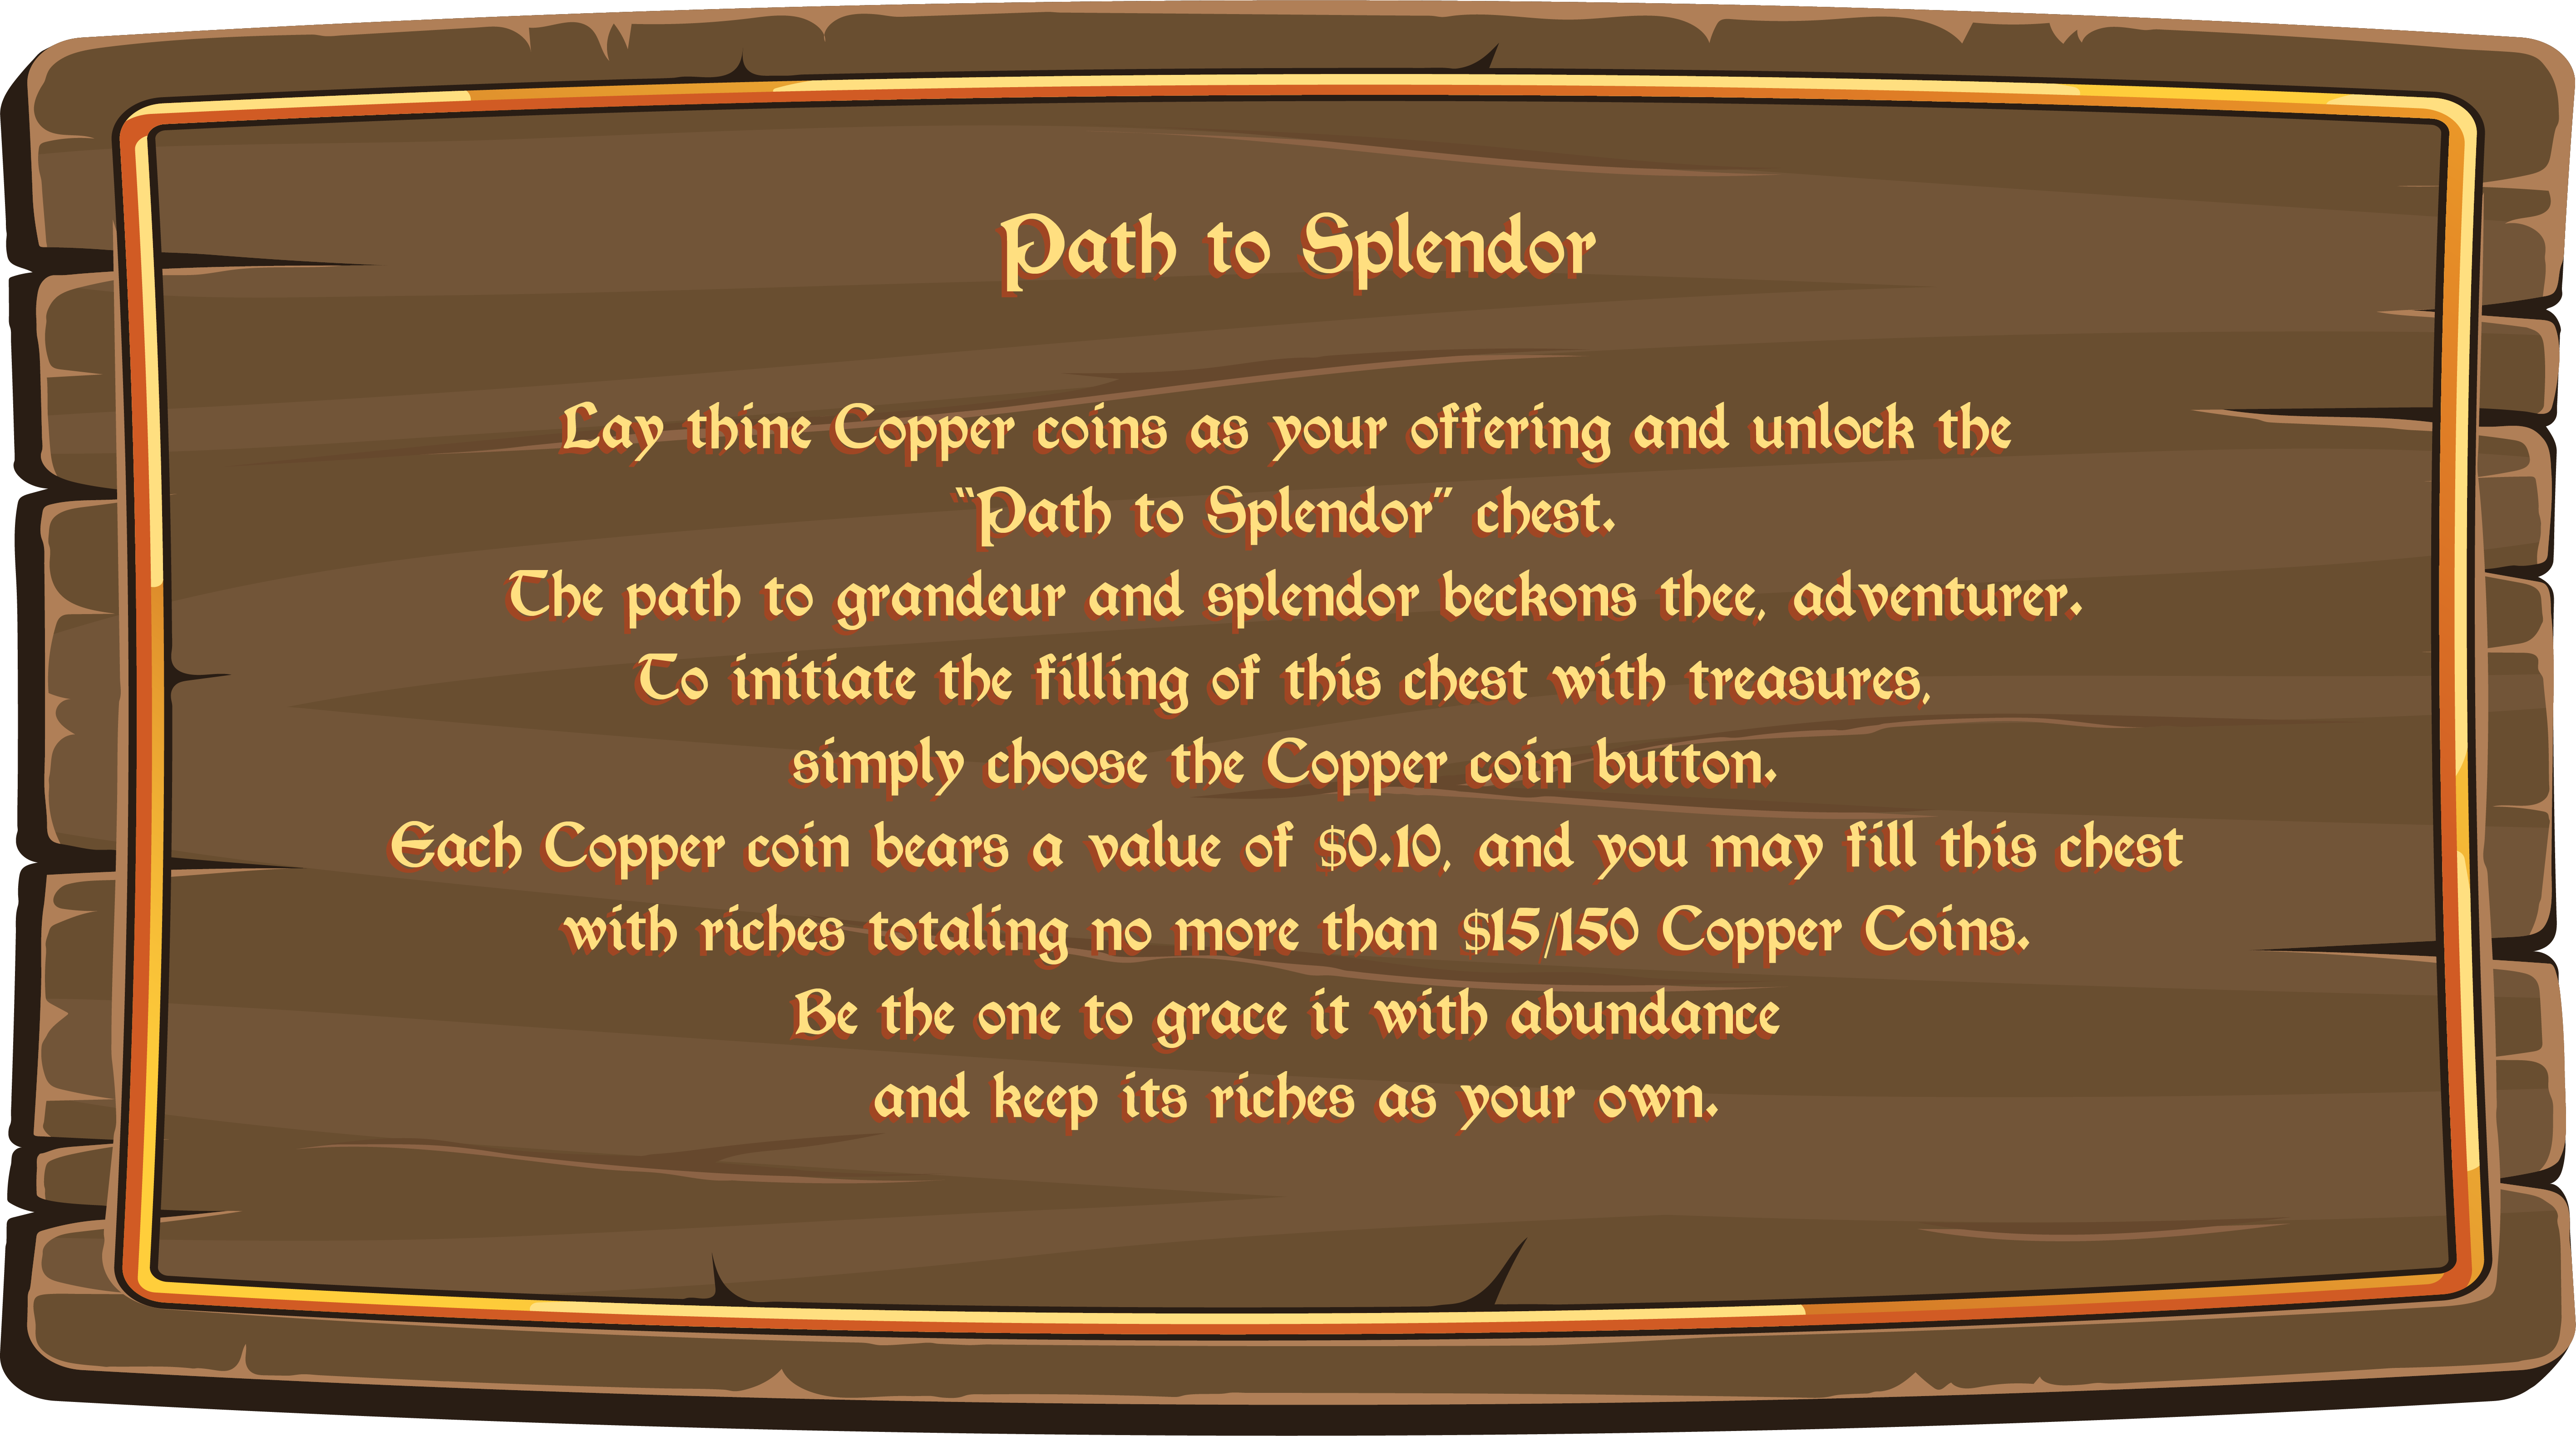 Path to Splendor
Lay thine Copper coins as your offering and unlock the
“Path to Splendor” chest.
The path to grandeur and splendor beckons thee, adventurer.
To initiate the filling of this chest with treasures,
simply choose the Copper coin button.
Each Copper coin bears a value of $0.10, and you may fill this chest
with riches totaling no more than $15/150 Copper Coins.
Be the one to grace it with abundance
and keep its riches as your own.